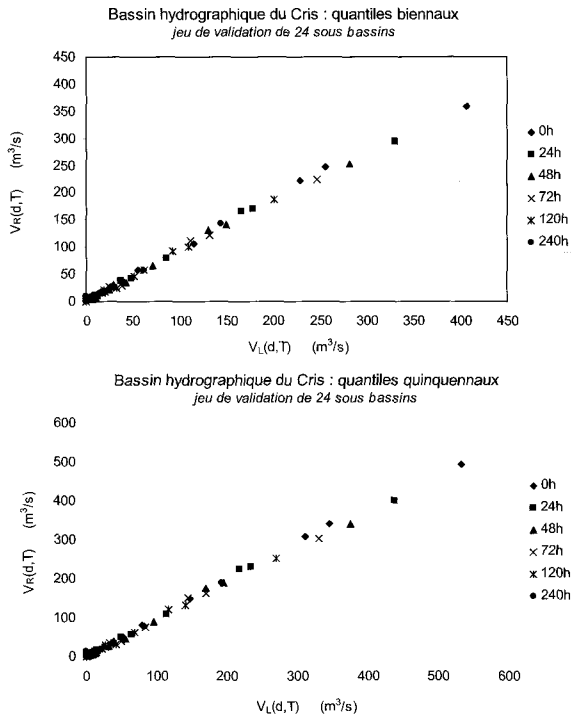 Bassin hydrographique du Cris : quantiles biennaux
jeu de validation de 24 sous bassins
450
400
350
300
250
200
150
100
50
0
VR(d,T) (m³/s)
0 50 100 150 200 250 300 350 400 450
VL(d,T) (m³/s)
0h
24h
48h
72h
120h
240h
Bassin hydrographique du Cris : quantiles quinquennaux
jeu de validation de 24 sous bassins
600
500
400
300
200
100
0
VR(d,T) (m³/s)
0 100 200 300 400 500 600
VL(d,T) (m³/s)
0h
24h
48h
72h
120h
240h